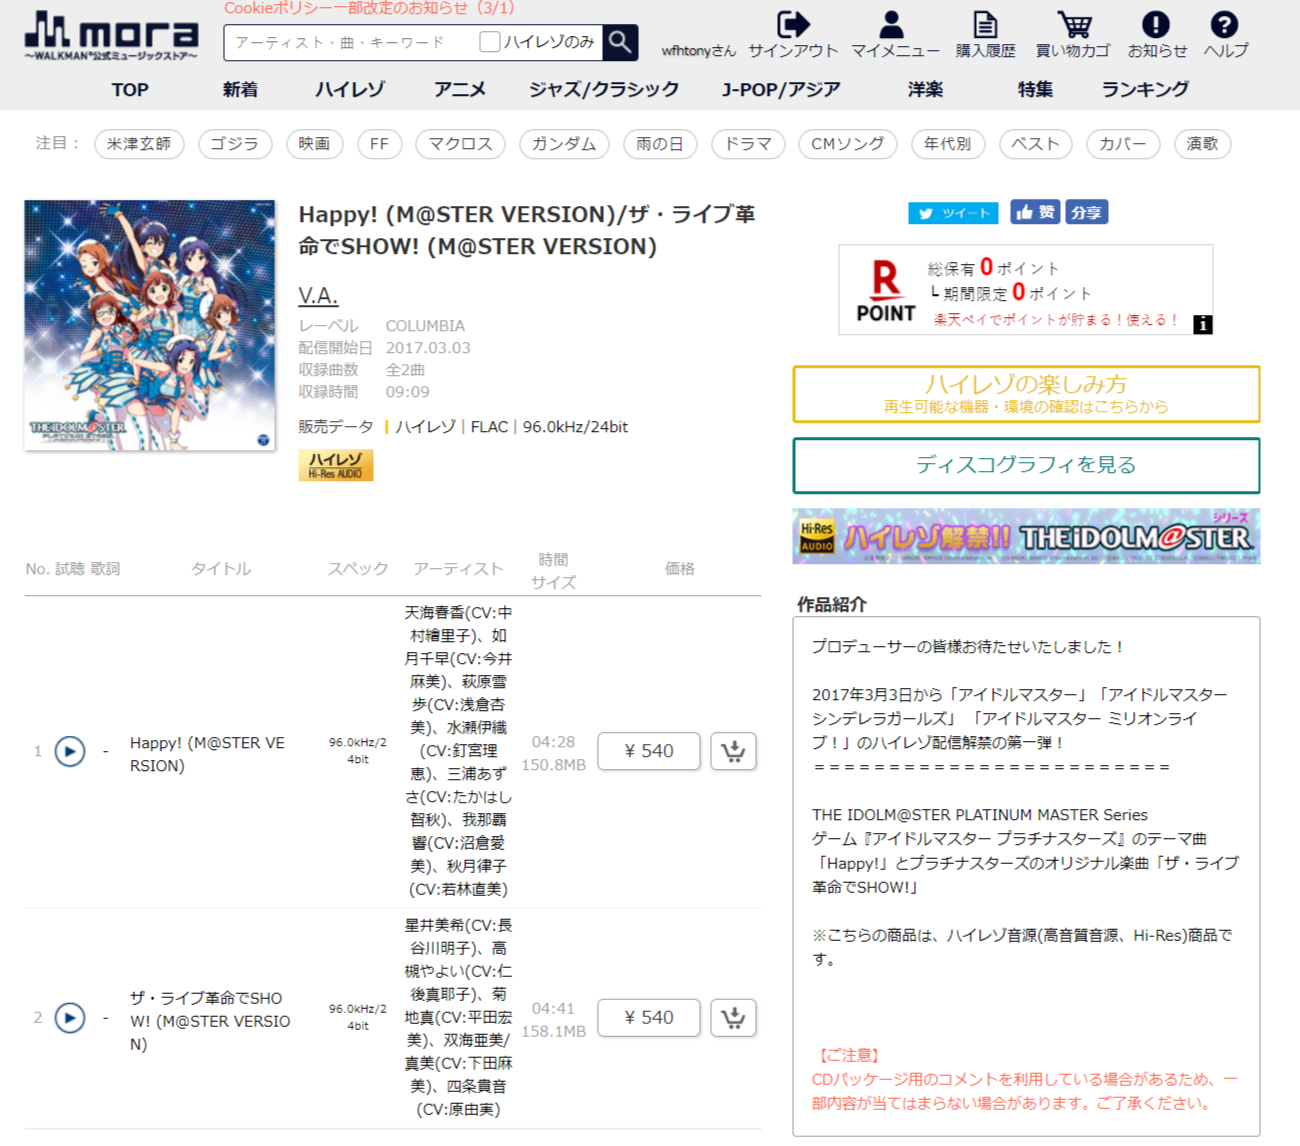 Cookieポリシー一部改定のお知らせ（3/1）
mora
～WALKMAN®公式ミュージックストア～
アーティスト、曲、キーワード
ハイレゾのみ
wfhtonyさん サインアウト マイメニュー 購入履歴 買い物カゴ お知らせ ヘルプ
TOP 新着 ハイレゾ アニメ ジャズ/クラシック J-POP/アジア 洋楽 特集 ランキング
注目： 米津玄師 ゴジラ 映画 FF マクロス ガンダム 雨の日 ドラマ CMソング 年代別 ベスト カバー 演歌
Happy! (M@STER VERSION)/ザ・ライブ革
命でSHOW! (M@STER VERSION)
V.A.
レーベル COLUMBIA
配信開始日 2017.03.03
収録曲数 全2曲
収録時間 09:09
販売データ ハイレゾ | FLAC | 96.0kHz/24bit
ハイレゾ
Hi-Res AUDIO
THE IDOLM@STER
PLATINUM STARS
No. 試聴 歌詞 タイトル スペック アーティスト 時間 サイズ 価格
1 - Happy! (M@STER VE
RSION)
96.0kHz/2
4bit
天海春香(CV:中
村繪里子)、如
月千早(CV:今井
麻美)、萩原雪
歩(CV:浅倉杏
美)、水瀬伊織
(CV:釘宮理
恵)、三浦あず
さ(CV:たかはし
智秋)、我那覇
響(CV:沼倉愛
美)、秋月律子
(CV:若林直美)
04:28
150.8MB
¥ 540
2 - ザ・ライブ革命でSHO
W! (M@STER VERSIO
N)
96.0kHz/2
4bit
星井美希(CV:長
谷川明子)、高
槻やよい(CV:仁
後真耶子)、菊
地真(CV:平田宏
美)、双海亜美/
真美(CV:下田麻
美)、四条貴音
(CV:原由実)
04:41
158.1MB
¥ 540
ツイート 赞 分享
R
POINT
総保有 0 ポイント
┗ 期間限定 0 ポイント
楽天ペイでポイントが貯まる！使える！
i
ハイレゾの楽しみ方
再生可能な機器・環境の確認はこちらから
ディスコグラフィを見る
Hi-Res
AUDIO
ハイレゾ解禁!! THE IDOLM@STER シリーズ
作品紹介
プロデューサーの皆様お待たせいたしました！
2017年3月3日から「アイドルマスター」「アイドルマスター
シンデレラガールズ」 「アイドルマスター ミリオンライ
ブ！」のハイレゾ配信解禁の第一弾！
＝＝＝＝＝＝＝＝＝＝＝＝＝＝＝＝＝＝＝＝＝＝＝＝
THE IDOLM@STER PLATINUM MASTER Series
ゲーム『アイドルマスター プラチナスターズ』のテーマ曲
「Happy!」とプラチナスターズのオリジナル楽曲「ザ・ライブ
革命でSHOW!」
※こちらの商品は、ハイレゾ音源(高音質音源、Hi-Res)商品で
す。
【ご注意】
CDパッケージ用のコメントを利用している場合があるため、一
部内容が当てはまらない場合があります。ご了承ください。